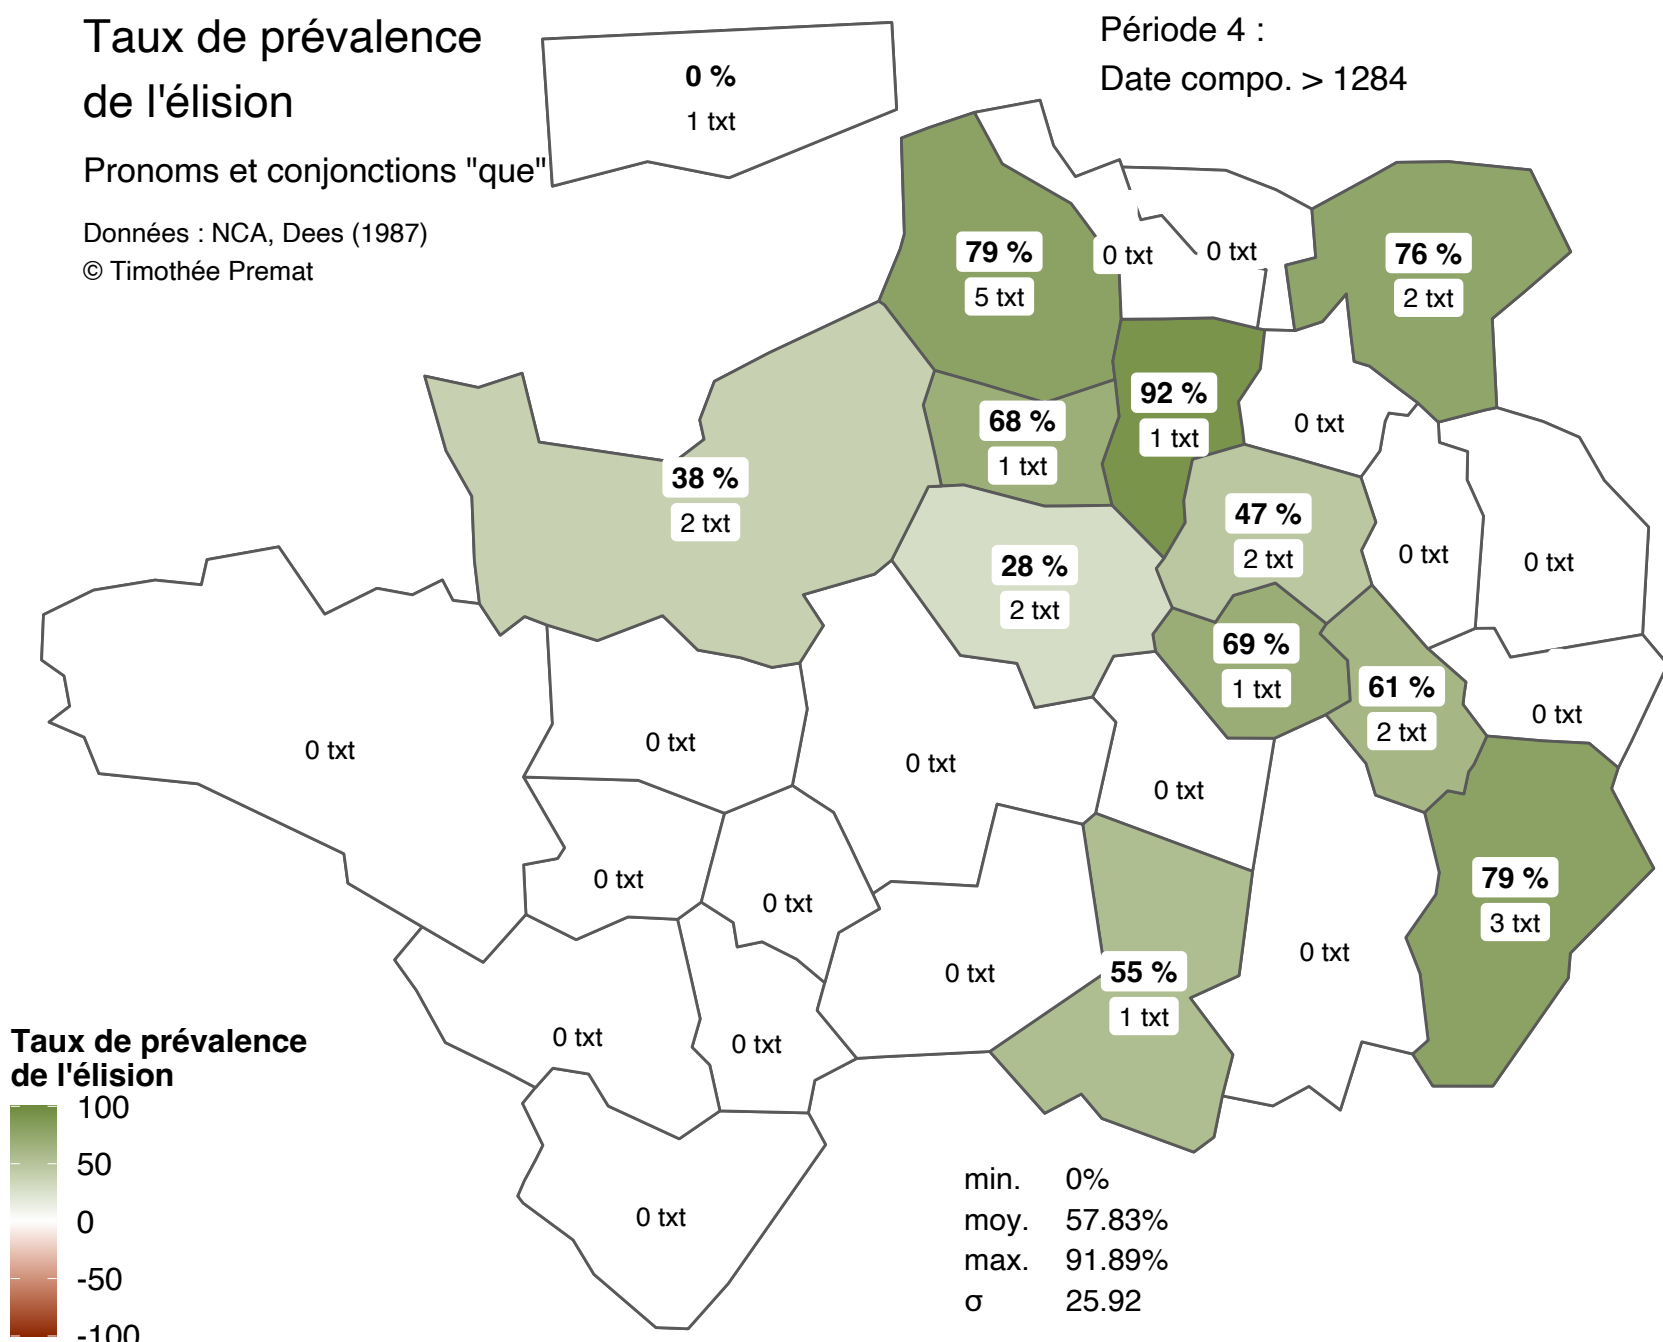 Taux de prévalence
de l'élision
Pronoms et conjonctions "que"
Données : NCA, Dees (1987)
© Timothée Premat
Période 4 :
Date compo. > 1284
0 %
1 txt
79 %
5 txt
0 txt
0 txt
76 %
2 txt
68 %
1 txt
92 %
1 txt
0 txt
38 %
2 txt
47 %
2 txt
28 %
2 txt
0 txt
0 txt
69 %
1 txt
61 %
2 txt
0 txt
0 txt
0 txt
0 txt
0 txt
0 txt
0 txt
79 %
3 txt
0 txt
0 txt
55 %
1 txt
0 txt
0 txt
0 txt
0 txt
Taux de prévalence
de l'élision
100
50
0
-50
-100
min. 0%
moy. 57.83%
max. 91.89%
σ 25.92